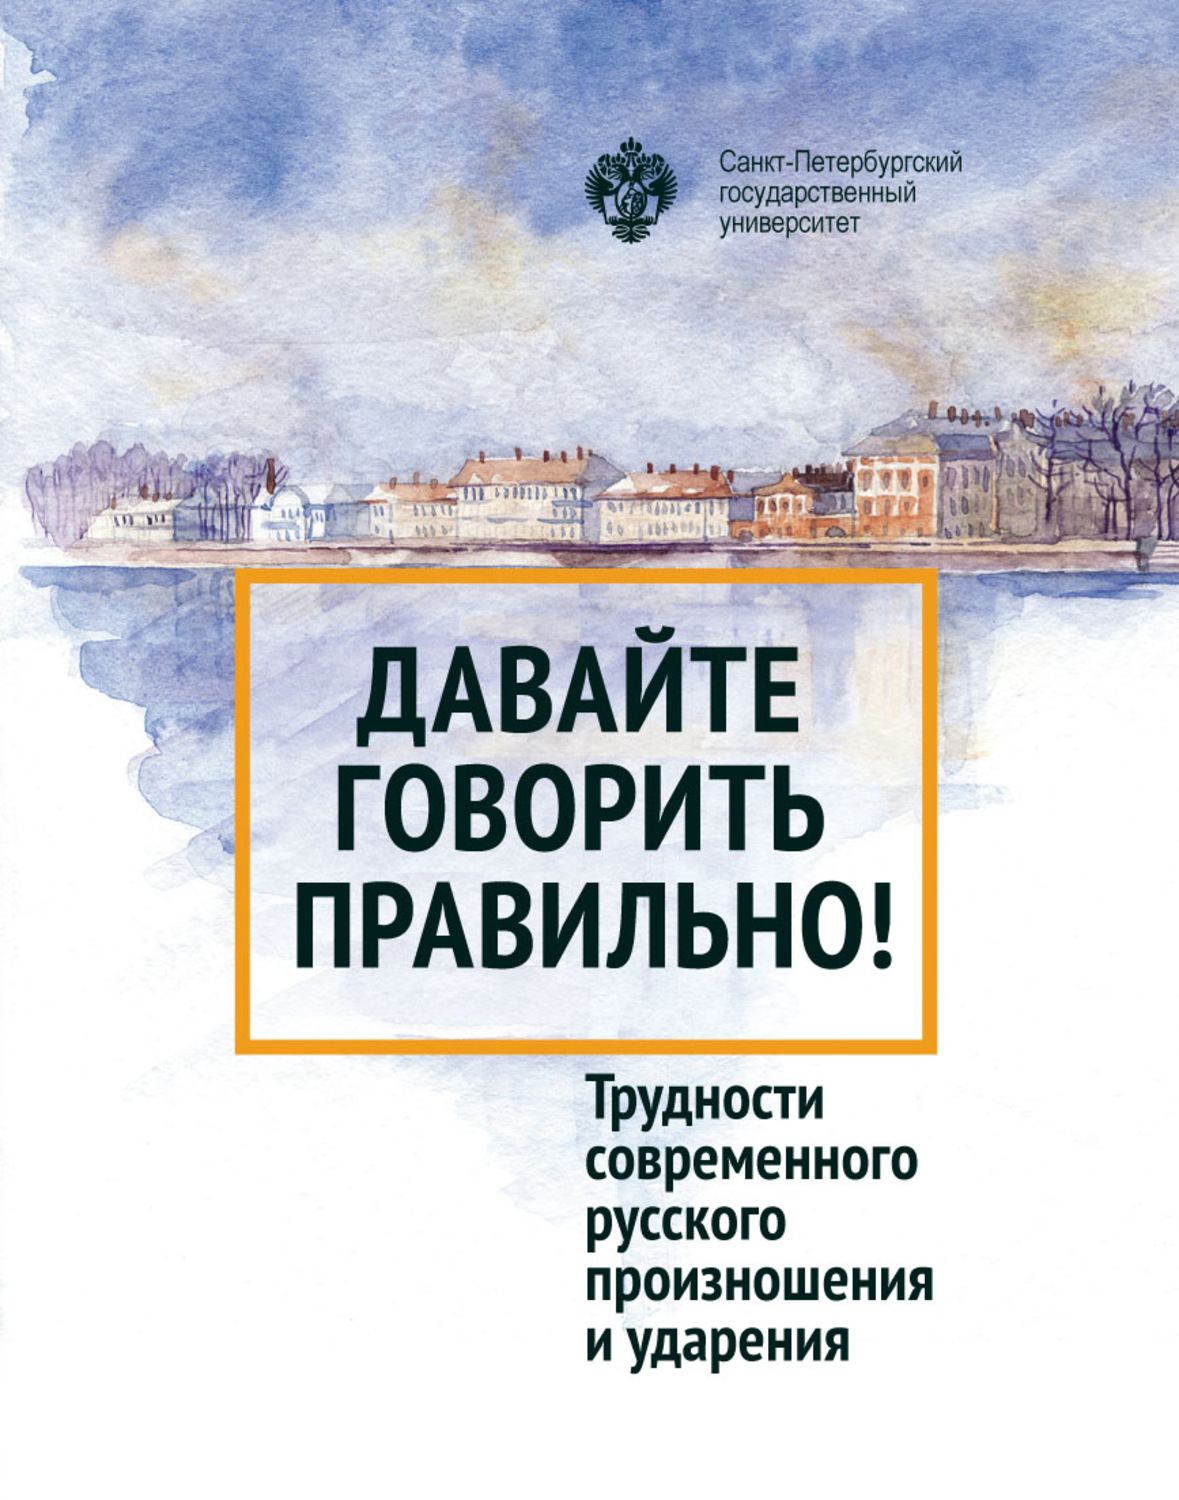 Санкт-Петербургский
государственный
университет
ДАВАЙТЕ
ГОВОРИТЬ
ПРАВИЛЬНО!
Трудности
современного
русского
произношения
и ударения